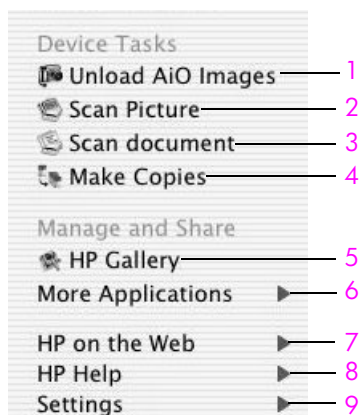 Device Tasks
Unload AiO Images 1
Scan Picture 2
Scan document 3
Make Copies 4
Manage and Share
HP Gallery 5
More Applications 6
HP on the Web 7
HP Help 8
Settings 9